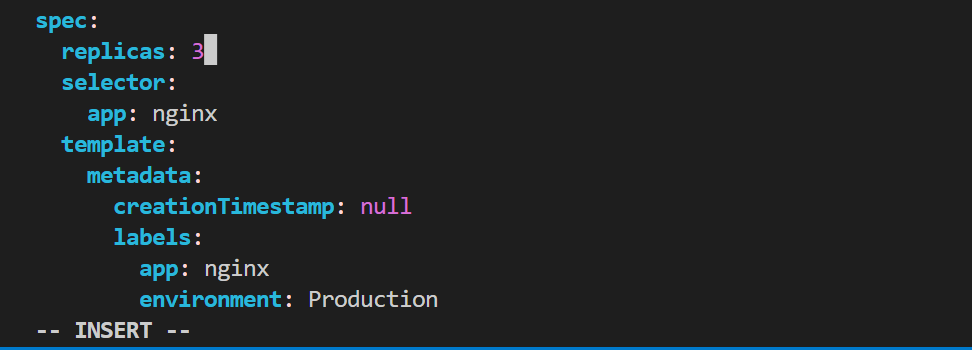 spec:
  replicas: 3
  selector:
    app: nginx
  template:
    metadata:
      creationTimestamp: null
      labels:
        app: nginx
        environment: Production
-- INSERT --